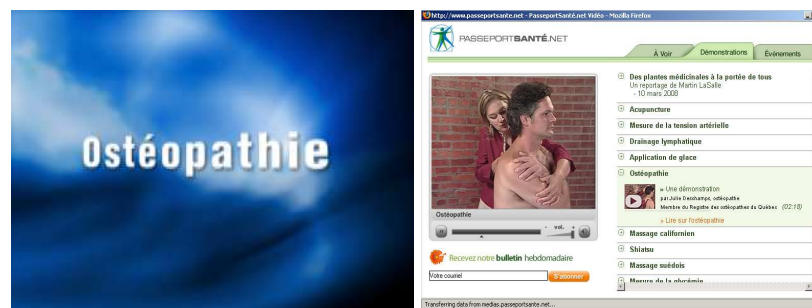 Ostéopathie
http://www.passeportsante.net - PasseportSanté.net Vidéo - Mozilla Firefox
PASSEPORTSANTÉ.NET
À Voir
Démonstrations
Événements
Des plantes médicinales à la portée de tous
Un reportage de Martin LaSalle
- 10 mars 2008
Acupuncture
Mesure de la tension artérielle
Drainage lymphatique
Application de glace
Ostéopathie
» Une démonstration
par Julie Deschamps, ostéopathe
Membre du Registre des ostéopathes du Québec (02:18)
» Lire sur l'ostéopathie
Massage californien
Shiatsu
Massage suédois
Mesure de la glycémie
Ostéopathie
- vol. +
Recevez notre bulletin hebdomadaire
Votre courriel
S'abonner
Transferring data from medias.passeportsante.net...